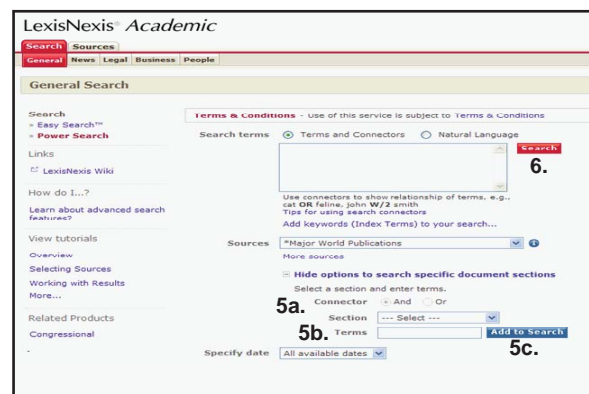 LexisNexis® Academic
Search Sources
General News Legal Business People
General Search
Search
Easy Search™
Power Search
Links
LexisNexis Wiki
How do I...?
Learn about advanced search
features?
View tutorials
Overview
Selecting Sources
Working with Results
More...
Related Products
Congressional
Terms & Conditions - Use of this service is subject to Terms & Conditions
Search terms Terms and Connectors Natural Language
Search
6.
Use connectors to show relationship of terms, e.g.,
cat OR feline, john W/2 smith
Tips for using search connectors
Add keywords (Index Terms) to your search...
Sources *Major World Publications
More sources
Hide options to search specific document sections
Select a section and enter terms.
5a. Connector And Or
Section --- Select ---
5b. Terms Add to Search
5c.
Specify date All available dates